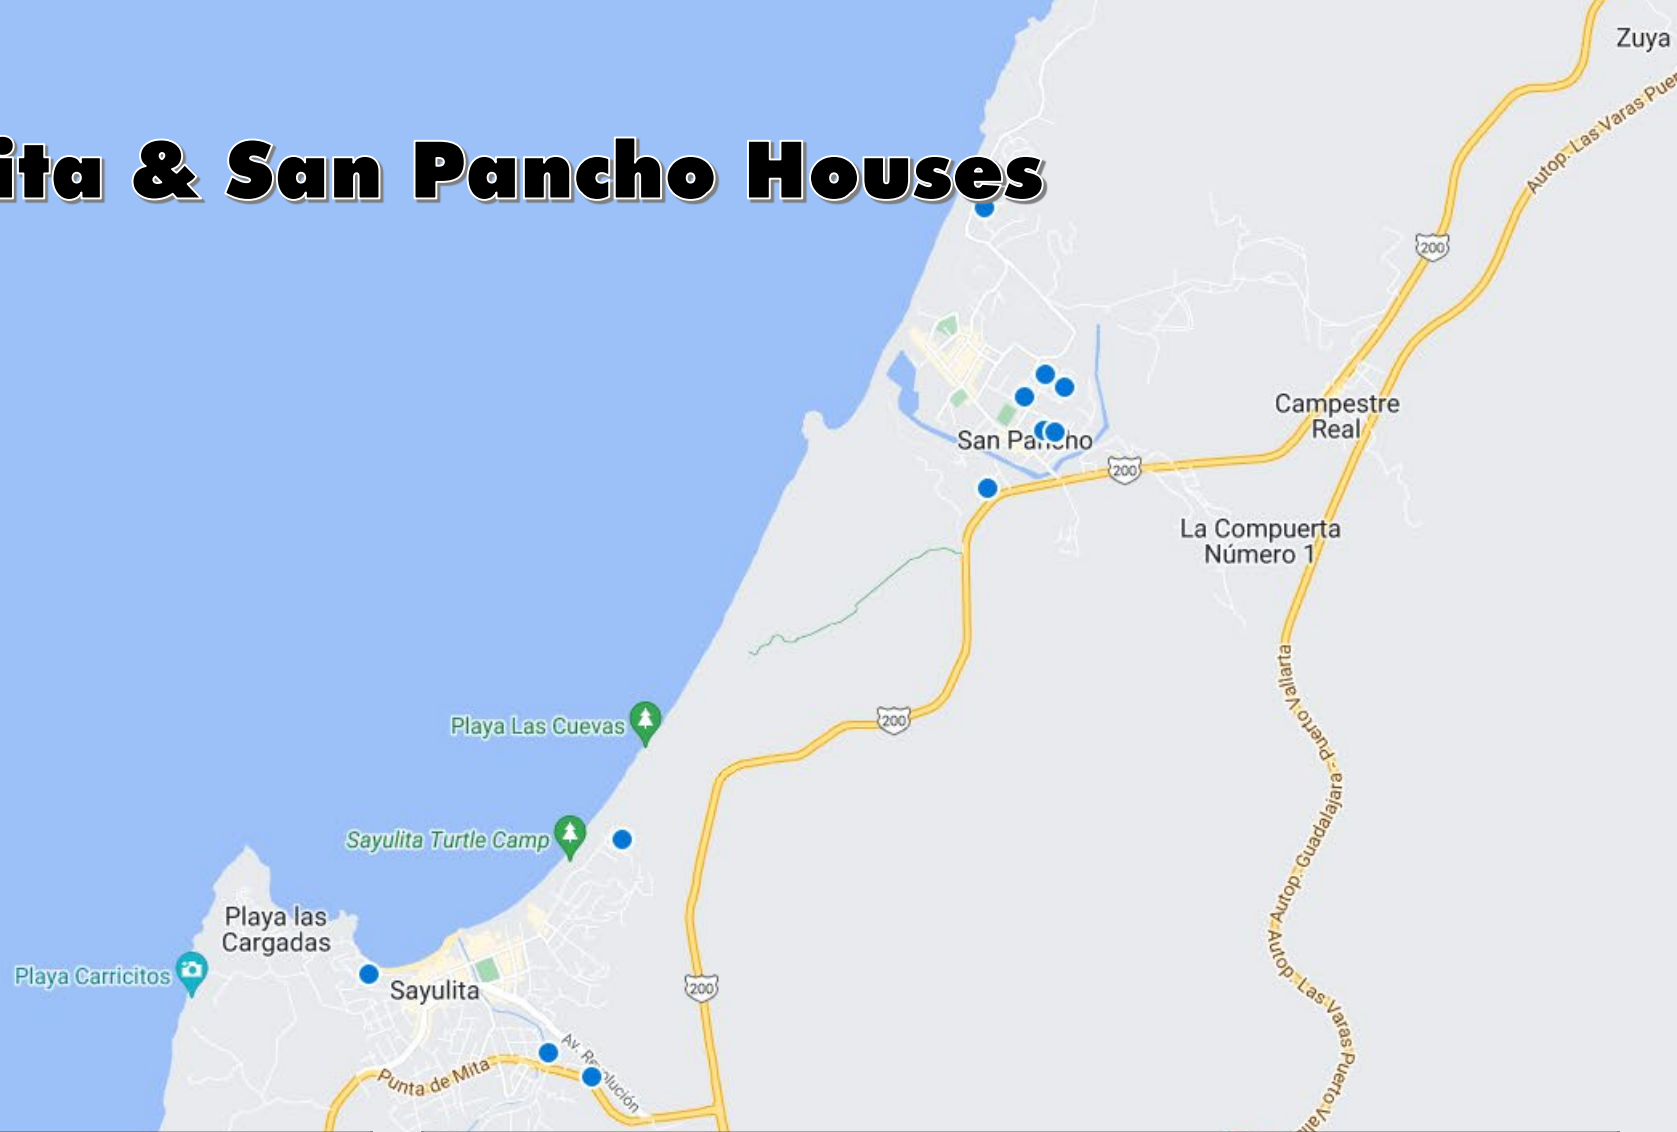 Zuya
Autop. Las Varas Puer
ita & San Pancho Houses
200
Campestre
Real
San Pancho
200
La Compuerta
Número 1
Autop. Guadalajara - Puerto Vallarta
Playa Las Cuevas
200
Sayulita Turtle Camp
Playa las
Cargadas
Playa Carricitos
Sayulita
200
Autop. Las Varas Puerto Valla
Av. Revolución
Punta de Mita